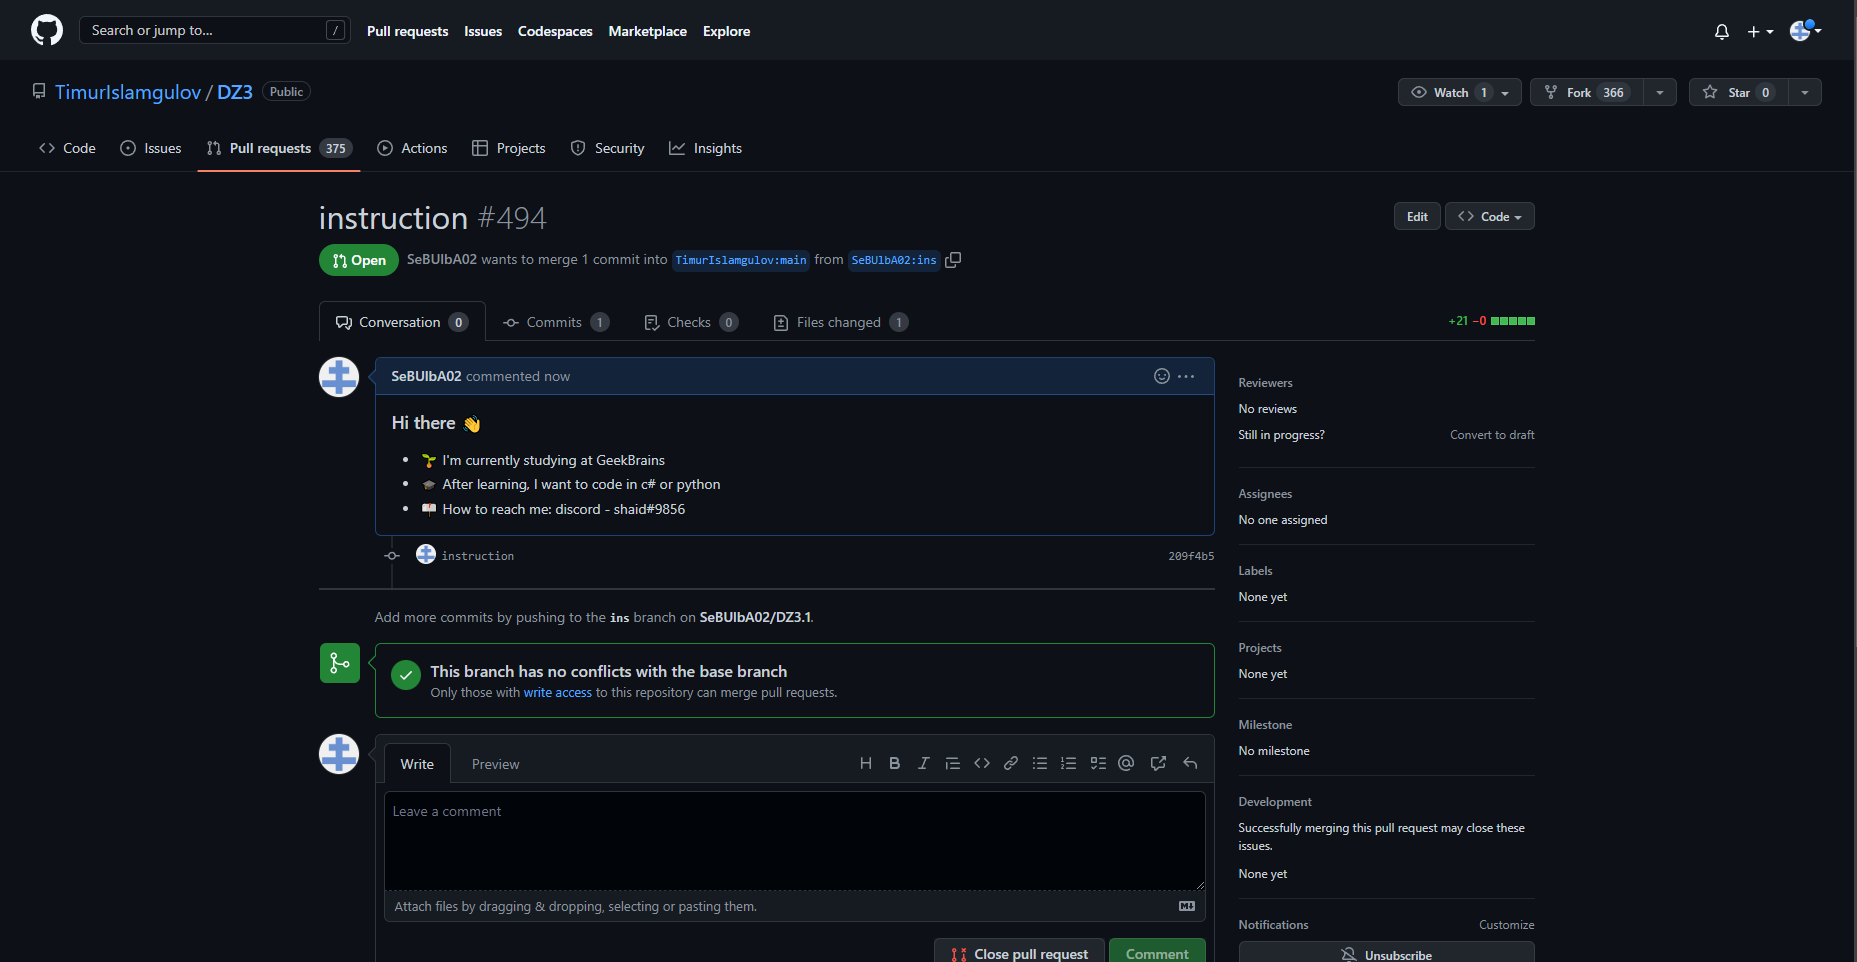 Search or jump to... /
Pull requests Issues Codespaces Marketplace Explore
TimurIslamgulov / DZ3 Public
Watch 1 Fork 366 Star 0
Code Issues Pull requests 375 Actions Projects Security Insights
instruction #494
Edit Code
Open SeBUlbA02 wants to merge 1 commit into TimurIslamgulov:main from SeBUlbA02:ins
Conversation 0 Commits 1 Checks 0 Files changed 1 +21 −0
SeBUlbA02 commented now
Hi there 👋
• 🌱 I'm currently studying at GeekBrains
• 🎓 After learning, I want to code in c# or python
• 📫 How to reach me: discord - shaid#9856
instruction 209f4b5
Add more commits by pushing to the ins branch on SeBUlbA02/DZ3.1.
This branch has no conflicts with the base branch
Only those with write access to this repository can merge pull requests.
Write Preview
Leave a comment
Attach files by dragging & dropping, selecting or pasting them.
Close pull request Comment
Reviewers
No reviews
Still in progress? Convert to draft
Assignees
No one assigned
Labels
None yet
Projects
None yet
Milestone
No milestone
Development
Successfully merging this pull request may close these
issues.
None yet
Notifications Customize
Unsubscribe